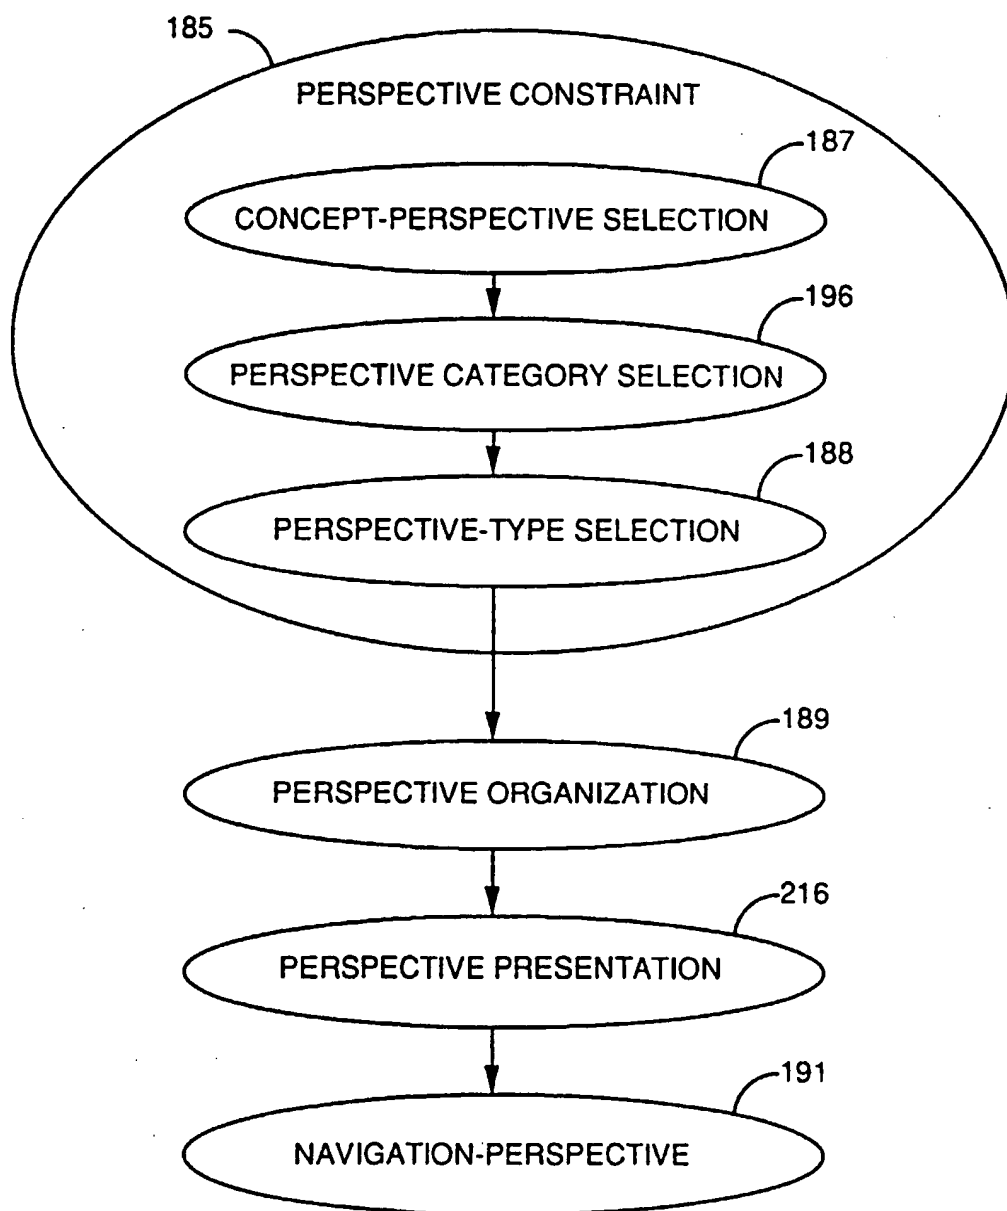 185
PERSPECTIVE CONSTRAINT
187
CONCEPT-PERSPECTIVE SELECTION
196
PERSPECTIVE CATEGORY SELECTION
188
PERSPECTIVE-TYPE SELECTION
189
PERSPECTIVE ORGANIZATION
216
PERSPECTIVE PRESENTATION
191
NAVIGATION-PERSPECTIVE